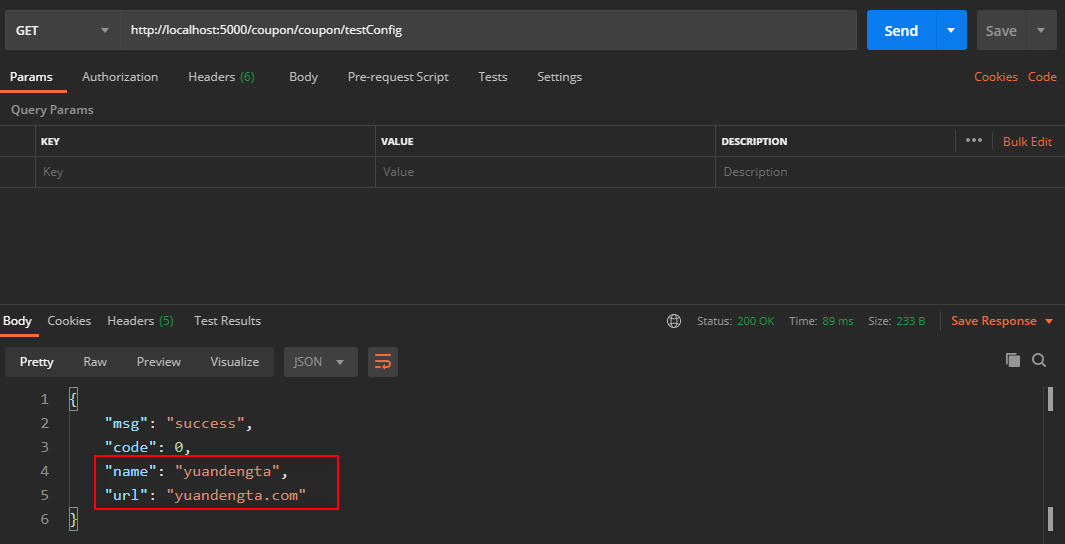 GET http://localhost:5000/coupon/coupon/testConfig Send Save
Params Authorization Headers (6) Body Pre-request Script Tests Settings Cookies Code
Query Params
KEY VALUE DESCRIPTION ••• Bulk Edit
Key Value Description
Body Cookies Headers (5) Test Results Status: 200 OK Time: 89 ms Size: 233 B Save Response
Pretty Raw Preview Visualize JSON
1 {
2 "msg": "success",
3 "code": 0,
4 "name": "yuandengta",
5 "url": "yuandengta.com"
6 }